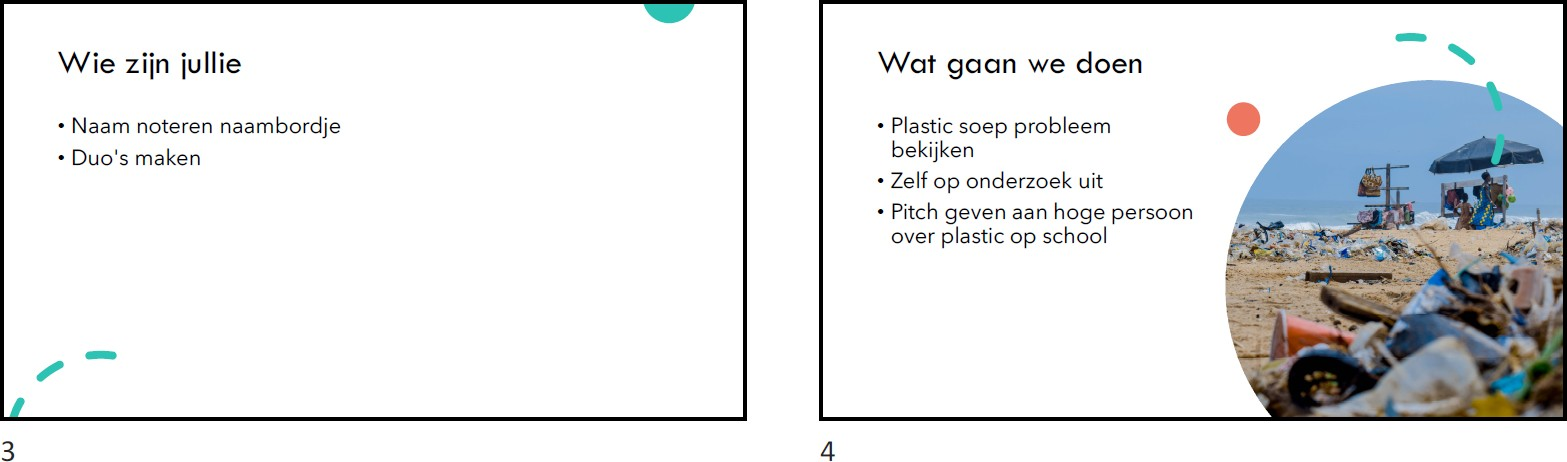 Wie zijn jullie
• Naam noteren naambordje
• Duo's maken
3
Wat gaan we doen
• Plastic soep probleem
bekijken
• Zelf op onderzoek uit
• Pitch geven aan hoge persoon
over plastic op school
4